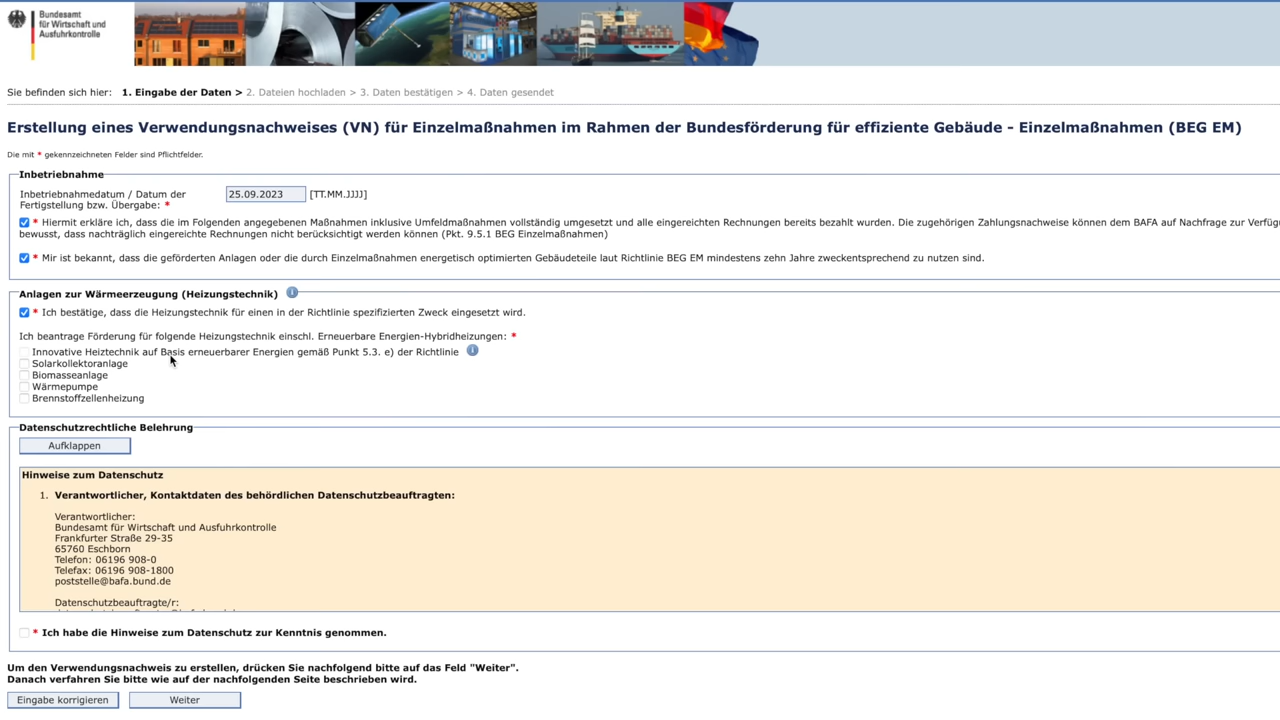 Bundesamt
für Wirtschaft und
Ausfuhrkontrolle
Sie befinden sich hier: 1. Eingabe der Daten > 2. Dateien hochladen > 3. Daten bestätigen > 4. Daten gesendet
Erstellung eines Verwendungsnachweises (VN) für Einzelmaßnahmen im Rahmen der Bundesförderung für effiziente Gebäude - Einzelmaßnahmen (BEG EM)
Die mit * gekennzeichneten Felder sind Pflichtfelder.
Inbetriebnahme
Inbetriebnahmedatum / Datum der
Fertigstellung bzw. Übergabe: *
25.09.2023 [TT.MM.JJJJ]
* Hiermit erkläre ich, dass die im Folgenden angegebenen Maßnahmen inklusive Umfeldmaßnahmen vollständig umgesetzt und alle eingereichten Rechnungen bereits bezahlt wurden. Die zugehörigen Zahlungsnachweise können dem BAFA auf Nachfrage zur Verfüg
bewusst, dass nachträglich eingereichte Rechnungen nicht berücksichtigt werden können (Pkt. 9.5.1 BEG Einzelmaßnahmen)
* Mir ist bekannt, dass die geförderten Anlagen oder die durch Einzelmaßnahmen energetisch optimierten Gebäudeteile laut Richtlinie BEG EM mindestens zehn Jahre zweckentsprechend zu nutzen sind.
Anlagen zur Wärmeerzeugung (Heizungstechnik) i
* Ich bestätige, dass die Heizungstechnik für einen in der Richtlinie spezifizierten Zweck eingesetzt wird.
Ich beantrage Förderung für folgende Heizungstechnik einschl. Erneuerbare Energien-Hybridheizungen: *
Innovative Heiztechnik auf Basis erneuerbarer Energien gemäß Punkt 5.3. e) der Richtlinie i
Solarkollektoranlage
Biomasseanlage
Wärmepumpe
Brennstoffzellenheizung
Datenschutzrechtliche Belehrung
Aufklappen
Hinweise zum Datenschutz
1. Verantwortlicher, Kontaktdaten des behördlichen Datenschutzbeauftragten:
Verantwortlicher:
Bundesamt für Wirtschaft und Ausfuhrkontrolle
Frankfurter Straße 29-35
65760 Eschborn
Telefon: 06196 908-0
Telefax: 06196 908-1800
poststelle@bafa.bund.de
Datenschutzbeauftragte/r:
* Ich habe die Hinweise zum Datenschutz zur Kenntnis genommen.
Um den Verwendungsnachweis zu erstellen, drücken Sie nachfolgend bitte auf das Feld "Weiter".
Danach verfahren Sie bitte wie auf der nachfolgenden Seite beschrieben wird.
Eingabe korrigieren Weiter